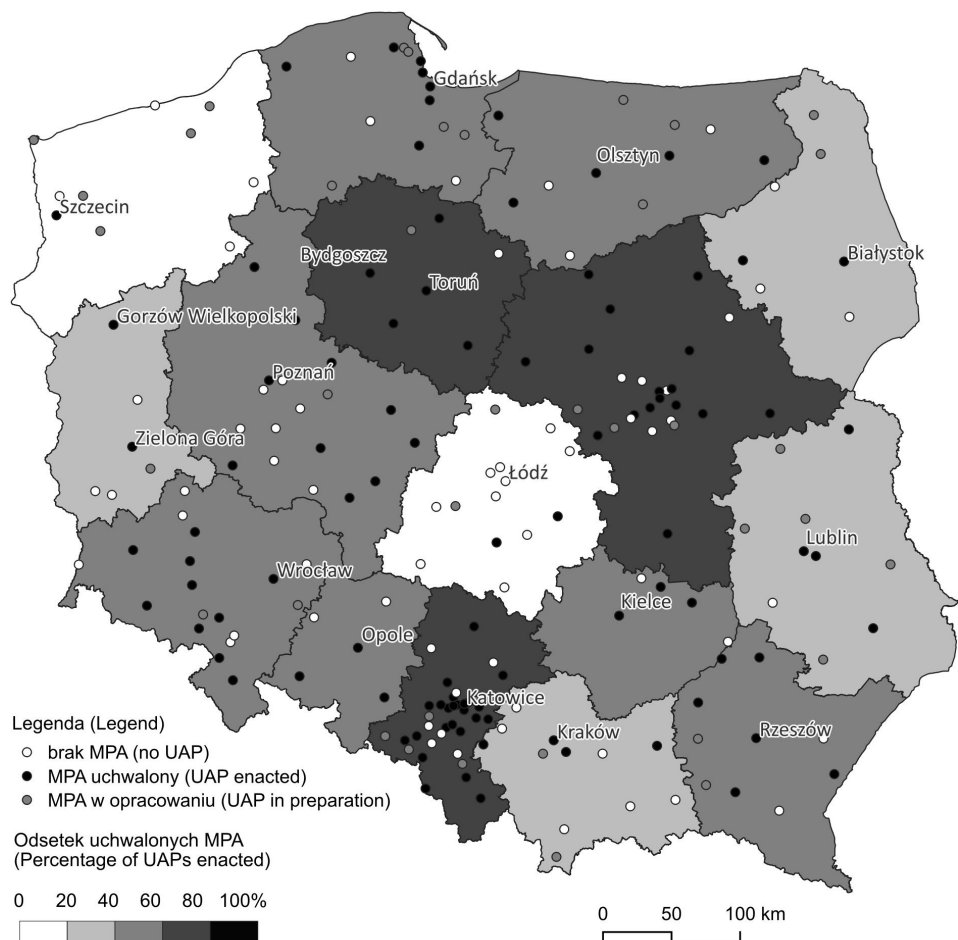 Gdańsk
Olsztyn
Szczecin
Bydgoszcz
Białystok
Toruń
Gorzów Wielkopolski
Poznań
Zielona Góra
Łódź
Lublin
Wrocław
Kielce
Opole
Katowice
Kraków
Rzeszów
Legenda (Legend)
brak MPA (no UAP)
MPA uchwalony (UAP enacted)
MPA w opracowaniu (UAP in preparation)
Odsetek uchwalonych MPA
(Percentage of UAPs enacted)
0 20 40 60 80 100%
0 50 100 km